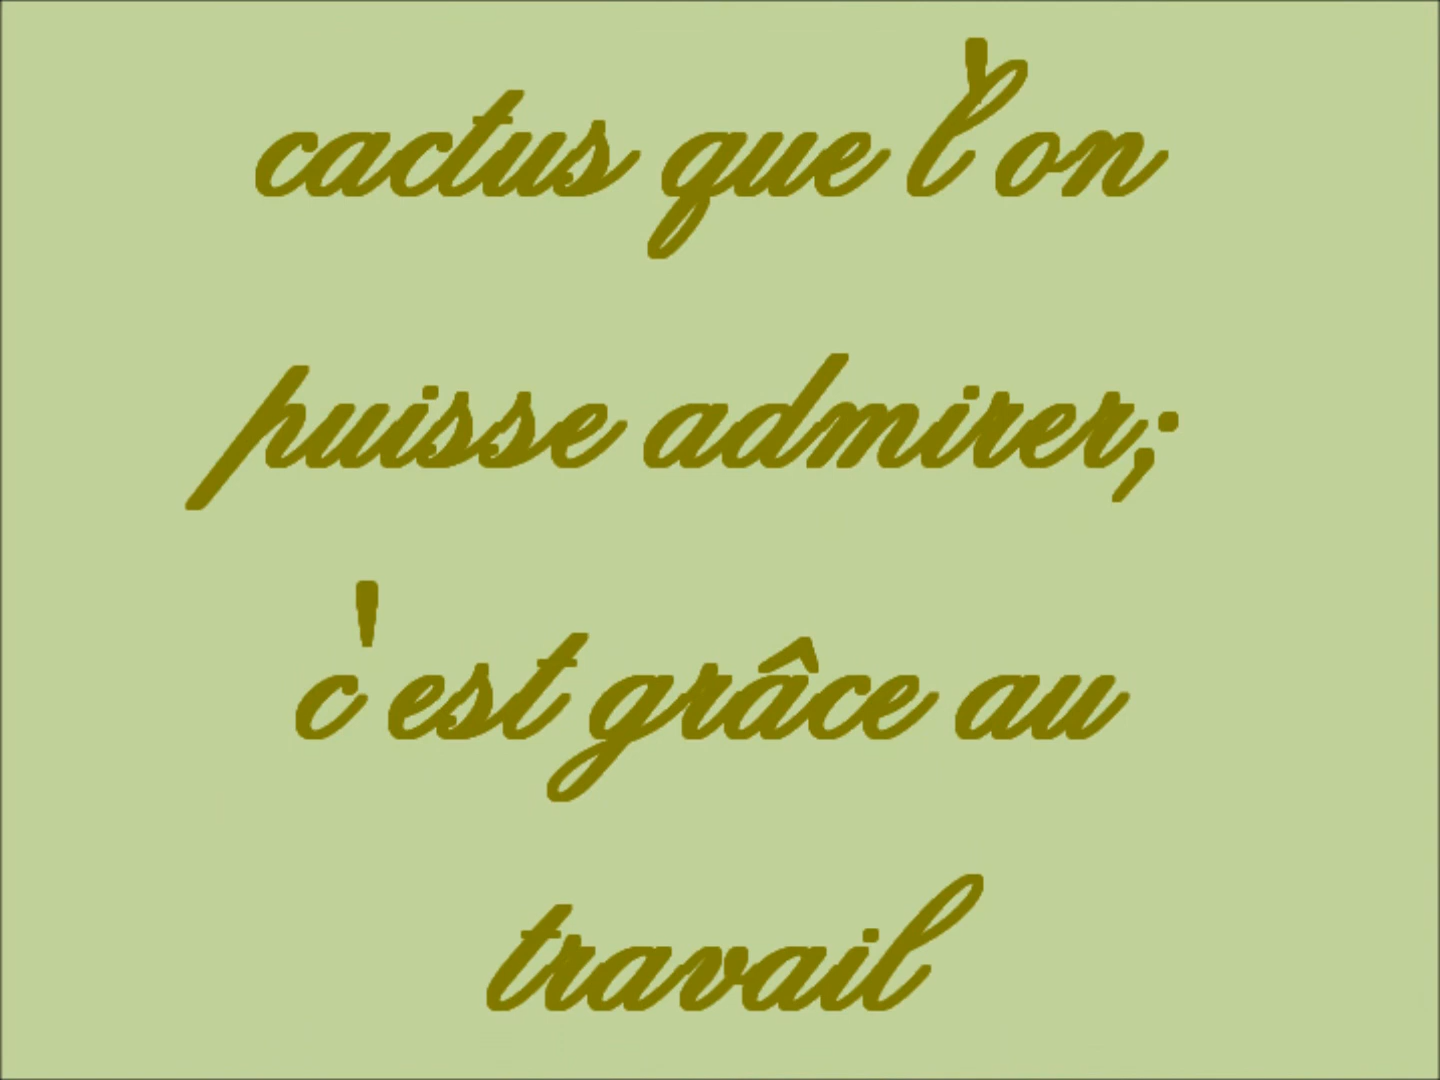 cactus que l'on
puisse admirer;
c'est grâce au
travail